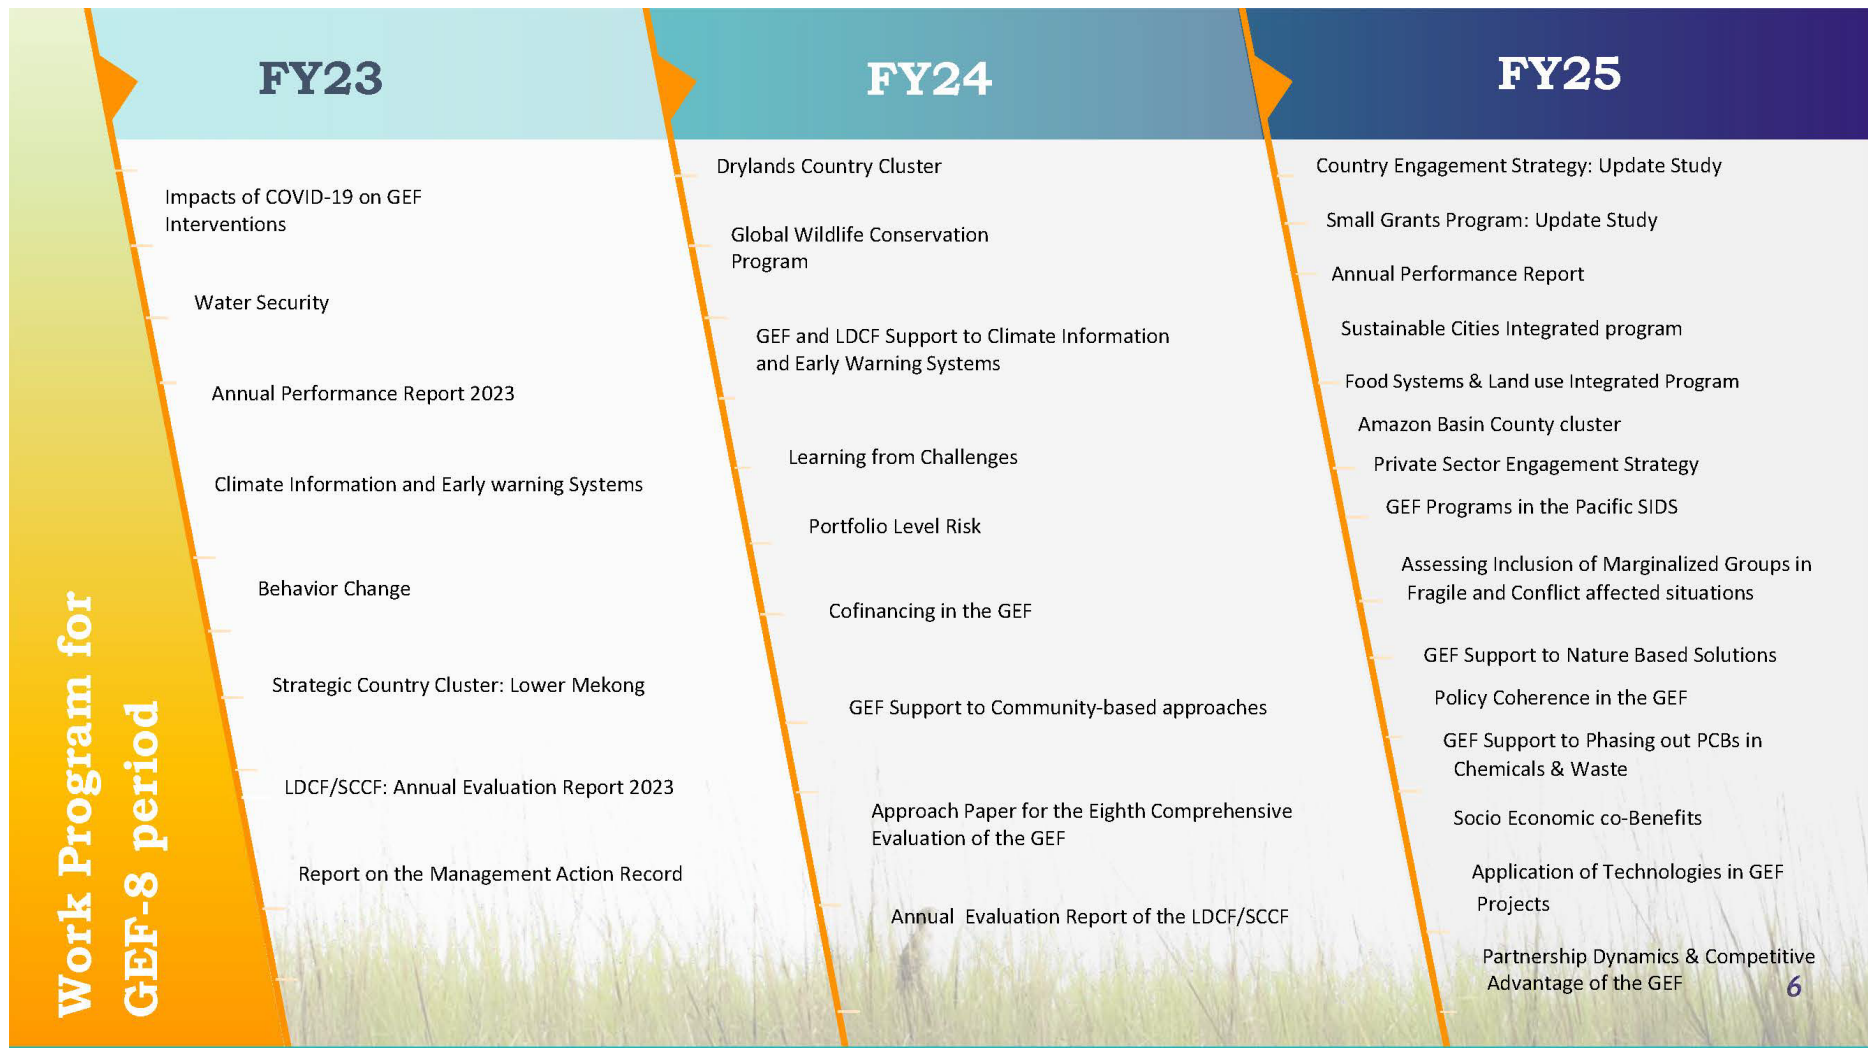 Work Program for
GEF-8 period
FY23
Impacts of COVID-19 on GEF
Interventions
Water Security
Annual Performance Report 2023
Climate Information and Early warning Systems
Behavior Change
Strategic Country Cluster: Lower Mekong
LDCF/SCCF: Annual Evaluation Report 2023
Report on the Management Action Record
FY24
Drylands Country Cluster
Global Wildlife Conservation
Program
GEF and LDCF Support to Climate Information
and Early Warning Systems
Learning from Challenges
Portfolio Level Risk
Cofinancing in the GEF
GEF Support to Community-based approaches
Approach Paper for the Eighth Comprehensive
Evaluation of the GEF
Annual Evaluation Report of the LDCF/SCCF
FY25
Country Engagement Strategy: Update Study
Small Grants Program: Update Study
Annual Performance Report
Sustainable Cities Integrated program
Food Systems & Land use Integrated Program
Amazon Basin County cluster
Private Sector Engagement Strategy
GEF Programs in the Pacific SIDS
Assessing Inclusion of Marginalized Groups in
Fragile and Conflict affected situations
GEF Support to Nature Based Solutions
Policy Coherence in the GEF
GEF Support to Phasing out PCBs in
Chemicals & Waste
Socio Economic co-Benefits
Application of Technologies in GEF
Projects
Partnership Dynamics & Competitive
Advantage of the GEF
6